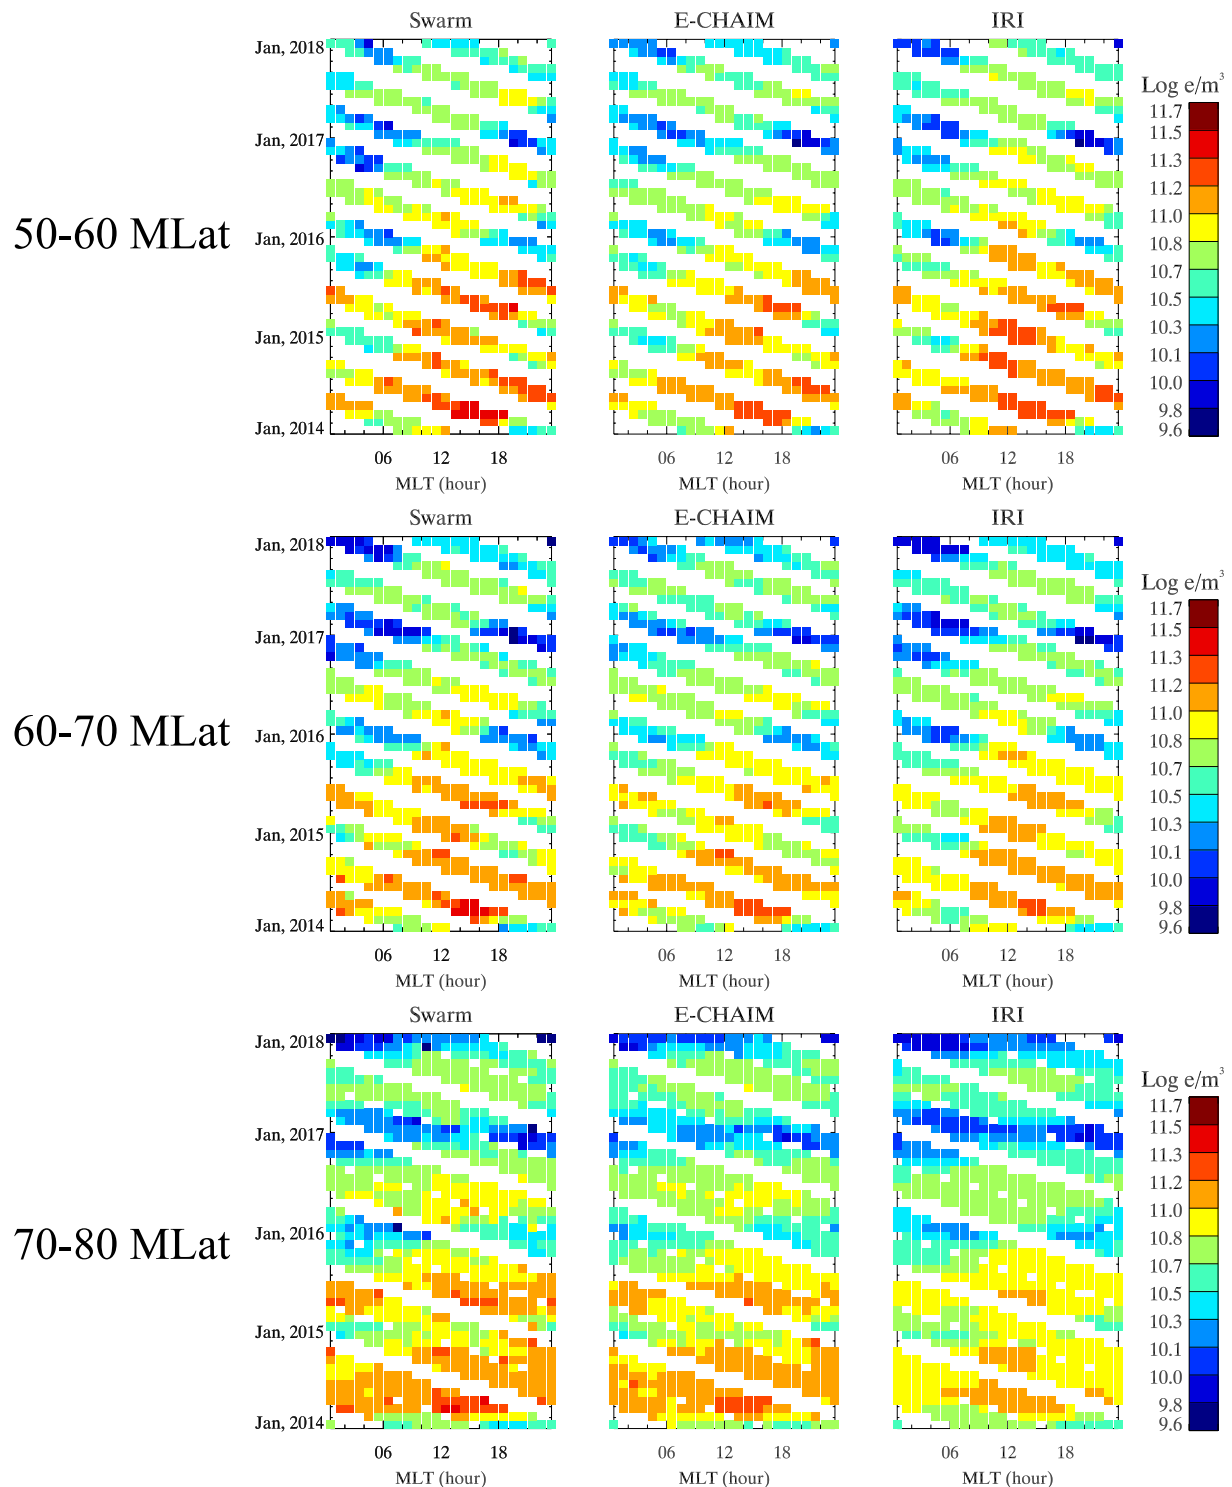 Swarm E-CHAIM IRI
Jan, 2018
Jan, 2017
Jan, 2016
Jan, 2015
Jan, 2014
50-60 MLat
Log e/m³
11.7
11.5
11.3
11.2
11.0
10.8
10.7
10.5
10.3
10.1
10.0
9.8
9.6
06 12 18 06 12 18 06 12 18
MLT (hour) MLT (hour) MLT (hour)
Swarm E-CHAIM IRI
Jan, 2018
Jan, 2017
Jan, 2016
Jan, 2015
Jan, 2014
60-70 MLat
Log e/m³
11.7
11.5
11.3
11.2
11.0
10.8
10.7
10.5
10.3
10.1
10.0
9.8
9.6
06 12 18 06 12 18 06 12 18
MLT (hour) MLT (hour) MLT (hour)
Swarm E-CHAIM IRI
Jan, 2018
Jan, 2017
Jan, 2016
Jan, 2015
Jan, 2014
70-80 MLat
Log e/m³
11.7
11.5
11.3
11.2
11.0
10.8
10.7
10.5
10.3
10.1
10.0
9.8
9.6
06 12 18 06 12 18 06 12 18
MLT (hour) MLT (hour) MLT (hour)